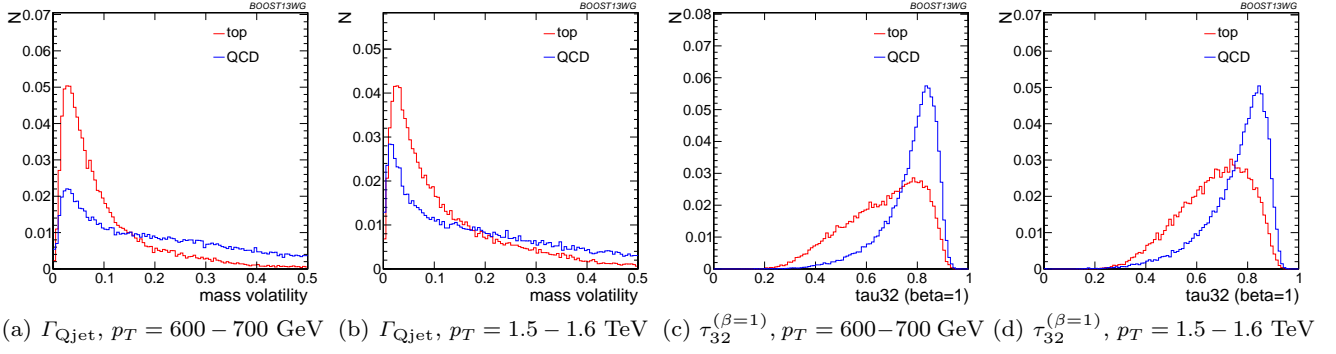 BOOST13WG
N
0.07
0.06
0.05
0.04
0.03
0.02
0.01
0
top
QCD
0 0.1 0.2 0.3 0.4 0.5
mass volatility
BOOST13WG
N
0.05
0.04
0.03
0.02
0.01
0
top
QCD
0 0.1 0.2 0.3 0.4 0.5
mass volatility
BOOST13WG
N
0.08
0.07
0.06
0.05
0.04
0.03
0.02
0.01
0.00
top
QCD
0 0.2 0.4 0.6 0.8 1
tau32 (beta=1)
BOOST13WG
N
0.06
0.05
0.04
0.03
0.02
0.01
0
top
QCD
0 0.2 0.4 0.6 0.8 1
tau32 (beta=1)
(a) Γ_Qjet, p_T = 600 – 700 GeV
(b) Γ_Qjet, p_T = 1.5 – 1.6 TeV
(c) τ_32^(β=1), p_T = 600–700 GeV
(d) τ_32^(β=1), p_T = 1.5 – 1.6 TeV